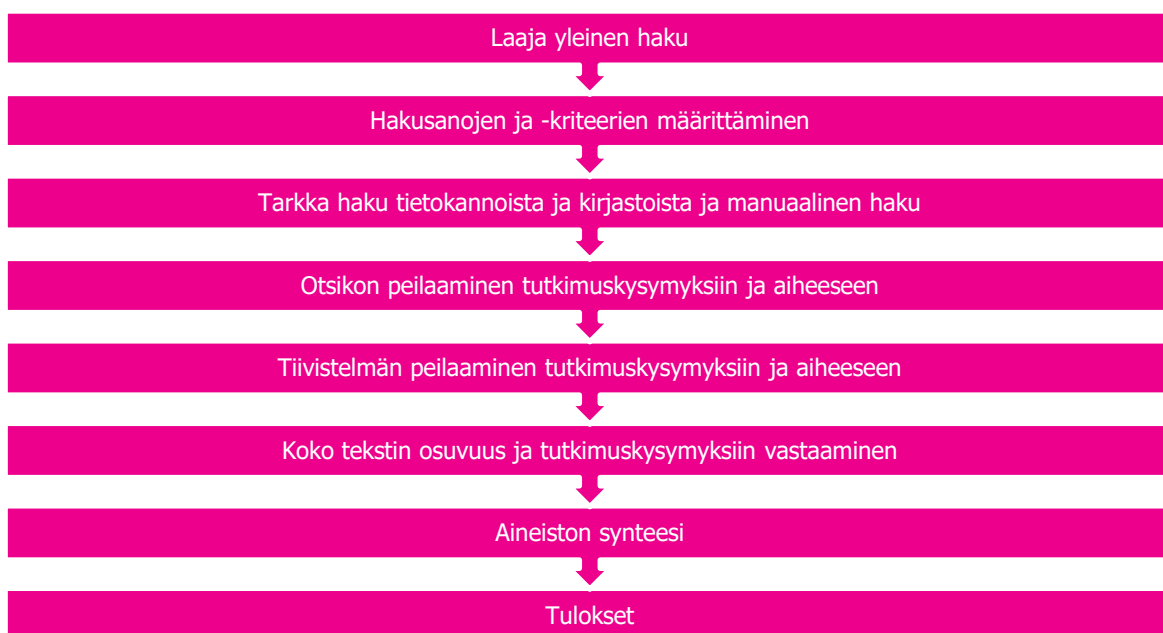 Laaja yleinen haku
Hakusanojen ja -kriteerien määrittäminen
Tarkka haku tietokannoista ja kirjastoista ja manuaalinen haku
Otsikon peilaaminen tutkimuskysymyksiin ja aiheeseen
Tiivistelmän peilaaminen tutkimuskysymyksiin ja aiheeseen
Koko tekstin osuvuus ja tutkimuskysymyksiin vastaaminen
Aineiston synteesi
Tulokset